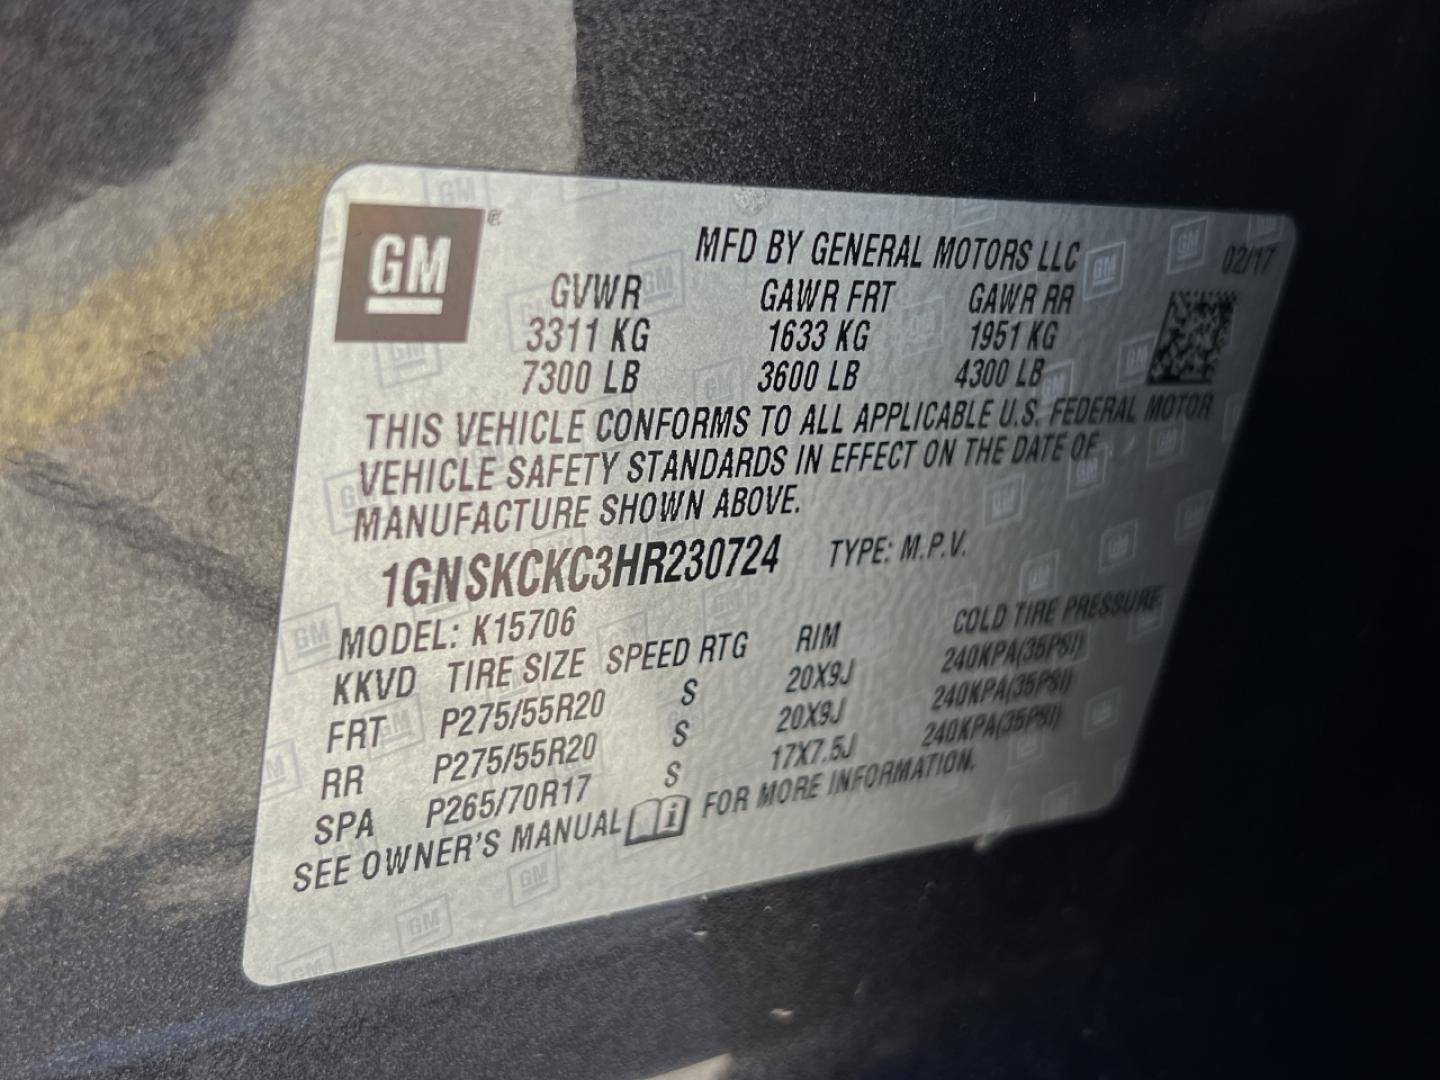 GM ®
MFD BY GENERAL MOTORS LLC
02/17
GVWR GAWR FRT GAWR RR
3311 KG 1633 KG 1951 KG
7300 LB 3600 LB 4300 LB
THIS VEHICLE CONFORMS TO ALL APPLICABLE U.S. FEDERAL MOTOR
VEHICLE SAFETY STANDARDS IN EFFECT ON THE DATE OF
MANUFACTURE SHOWN ABOVE.
1GNSKCKC3HR230724 TYPE: M.P.V.
MODEL: K15706
KKVD TIRE SIZE SPEED RTG RIM COLD TIRE PRESSURE
FRT P275/55R20 S 20X9J 240KPA(35PSI)
RR P275/55R20 S 20X9J 240KPA(35PSI)
SPA P265/70R17 S 17X7.5J 240KPA(35PSI)
SEE OWNER'S MANUAL i FOR MORE INFORMATION.